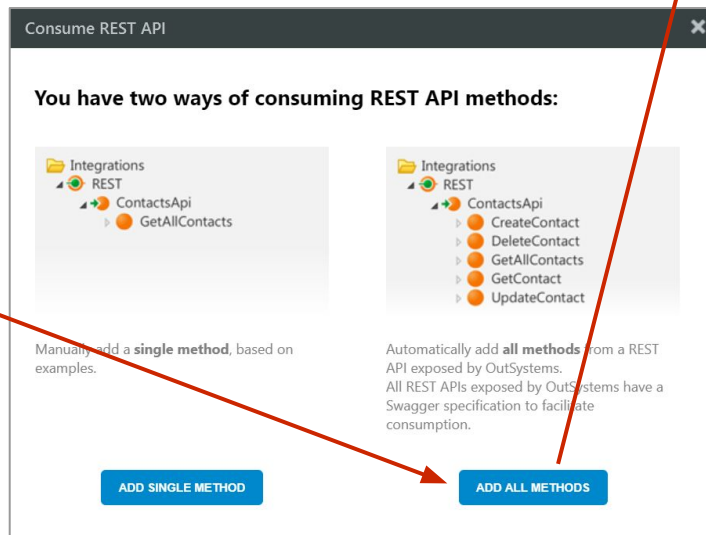 Consume REST API
You have two ways of consuming REST API methods:
Integrations
REST
ContactsApi
GetAllContacts
Manually add a single method, based on
examples.
ADD SINGLE METHOD
Integrations
REST
ContactsApi
CreateContact
DeleteContact
GetAllContacts
GetContact
UpdateContact
Automatically add all methods from a REST
API exposed by OutSystems.
All REST APIs exposed by OutSystems have a
Swagger specification to facilitate
consumption.
ADD ALL METHODS